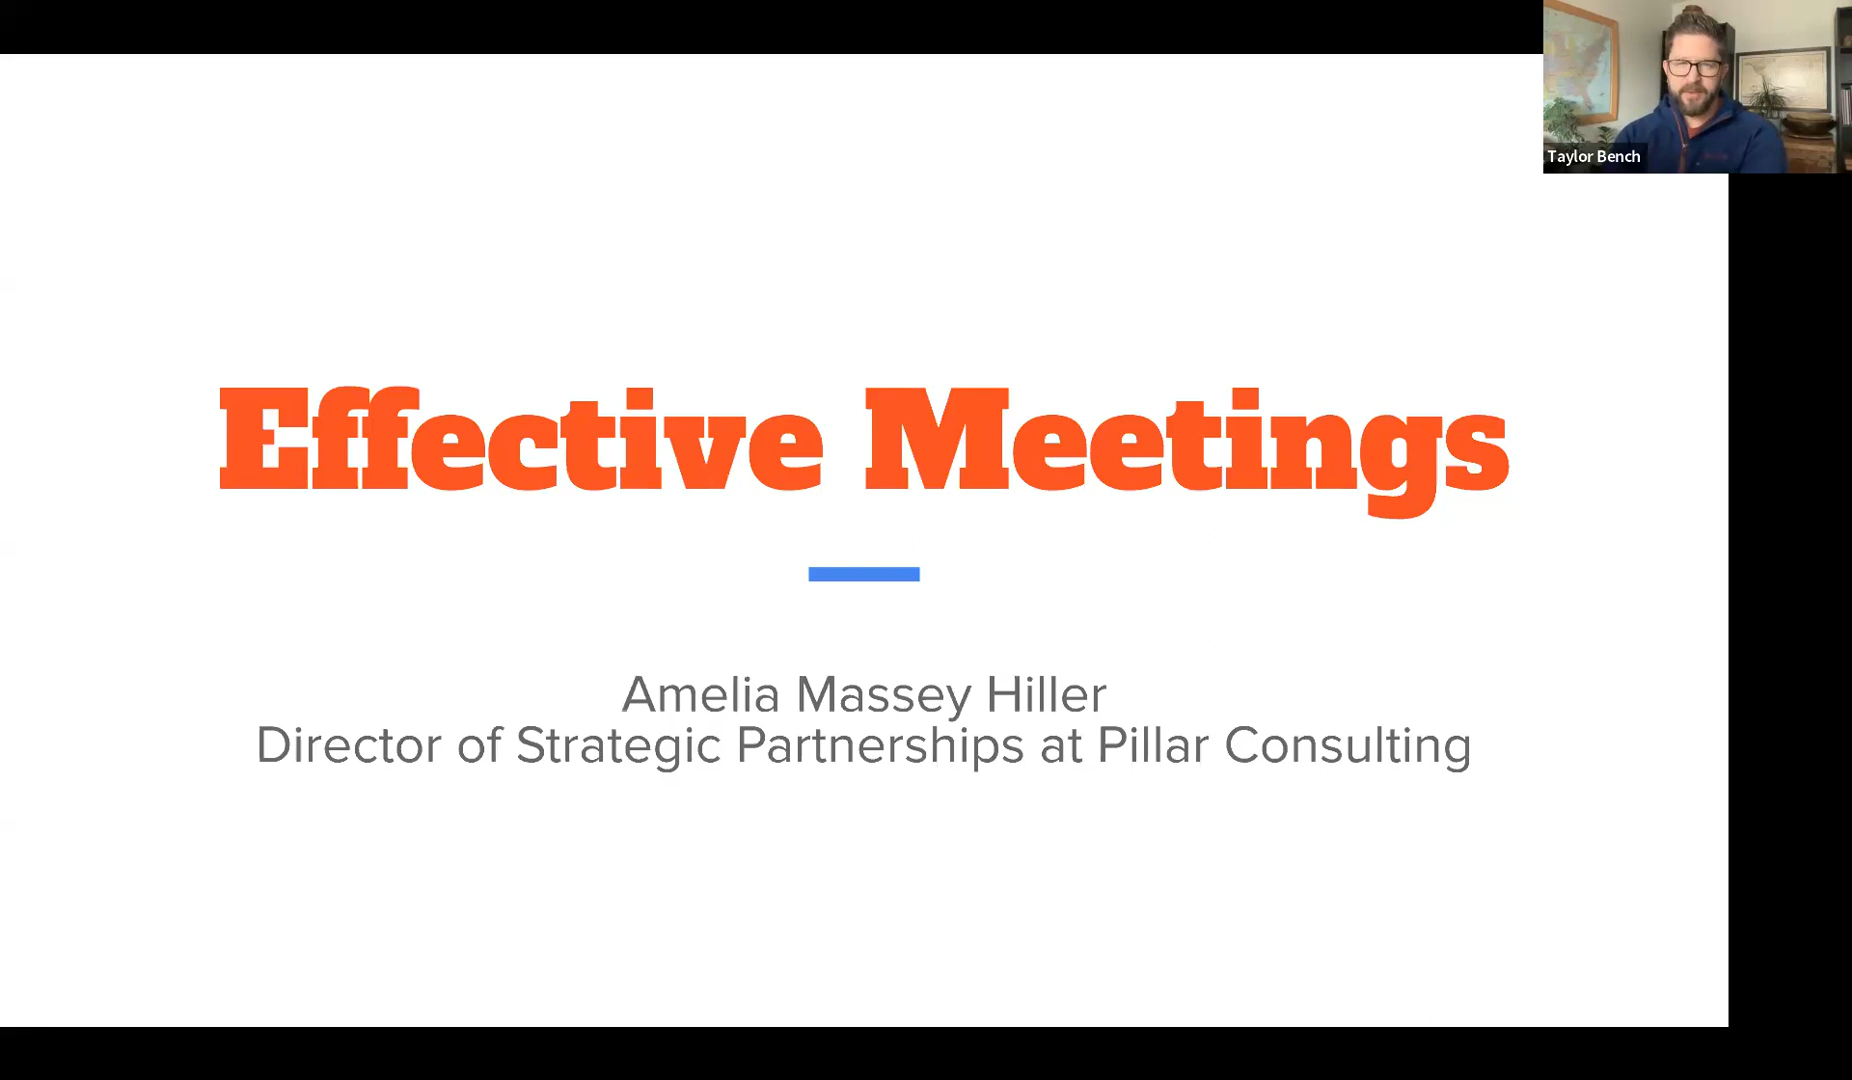 Taylor Bench
Effective Meetings
Amelia Massey Hiller
Director of Strategic Partnerships at Pillar Consulting